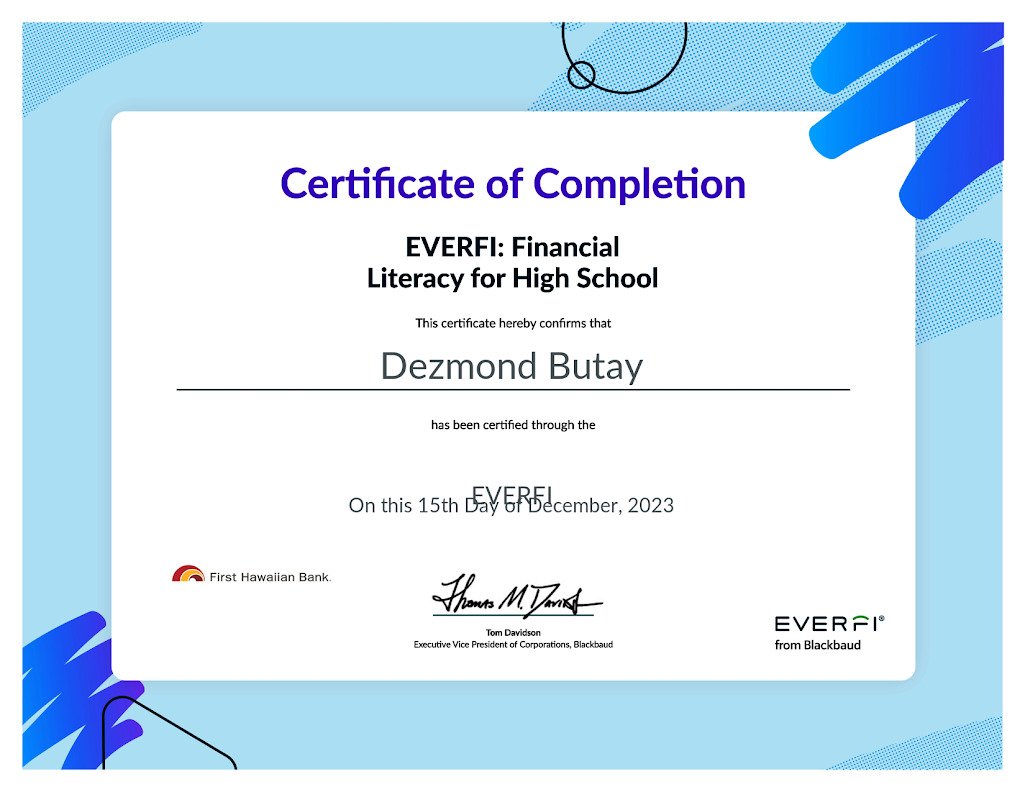 Certificate of Completion
EVERFI: Financial
Literacy for High School
This certificate hereby confirms that
Dezmond Butay
has been certified through the
EVERFI
On this 15th Day of December, 2023
First Hawaiian Bank.
Thomas M. Davidson
Tom Davidson
Executive Vice President of Corporations, Blackbaud
EVERFI®
from Blackbaud